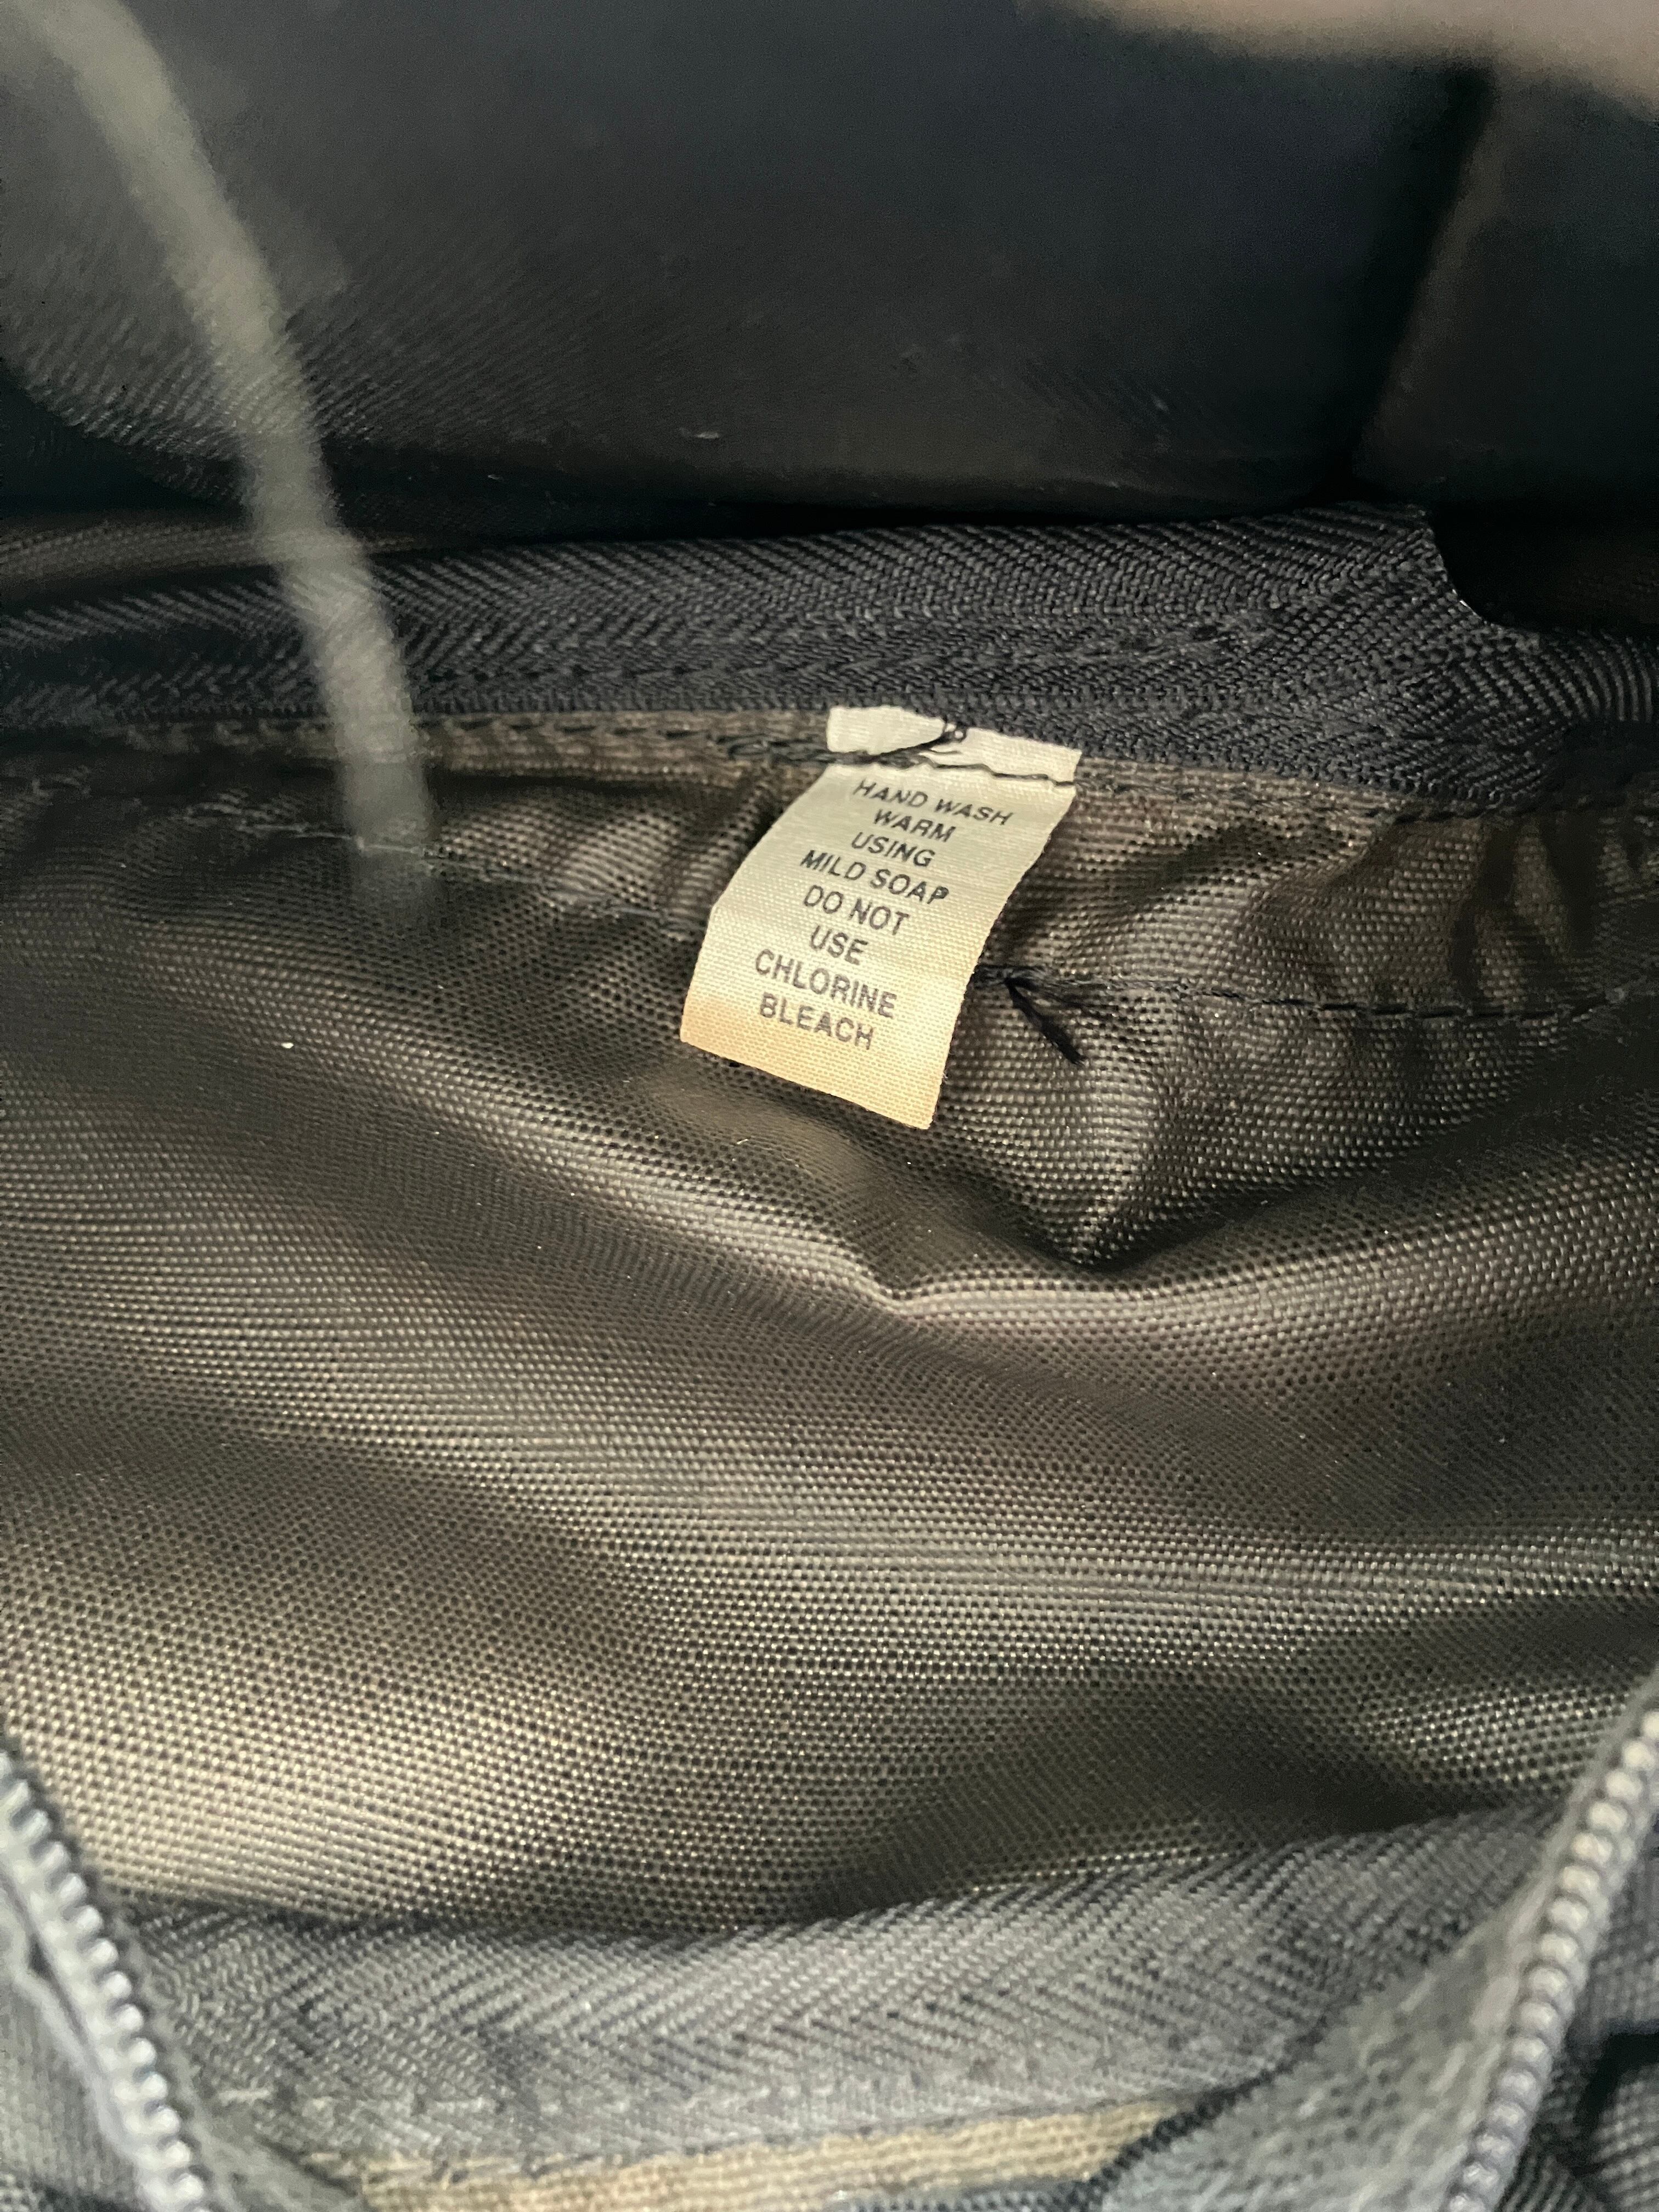 HAND WASH
WARM
USING
MILD SOAP
DO NOT
USE
CHLORINE
BLEACH